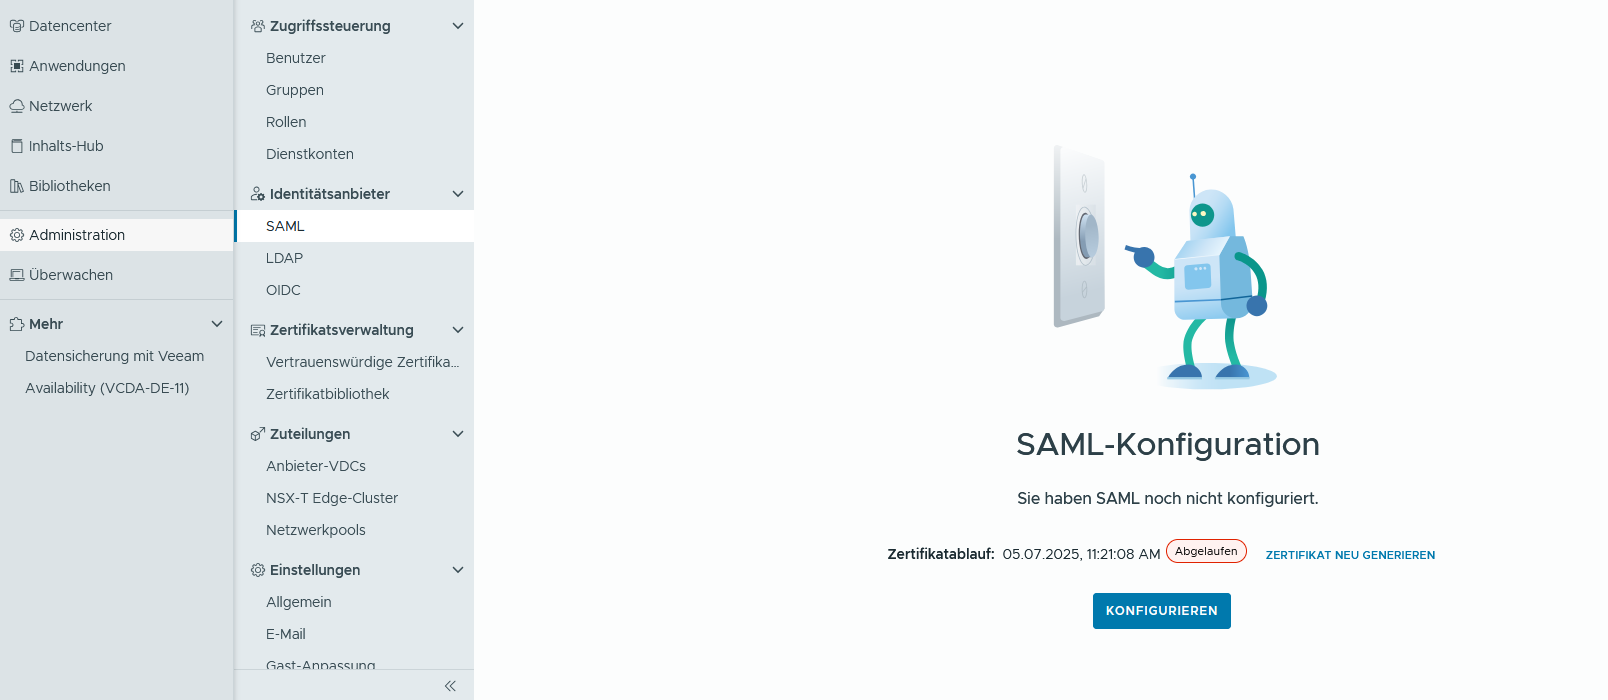 Datencenter
Anwendungen
Netzwerk
Inhalts-Hub
Bibliotheken
Administration
Überwachen
Mehr
Datensicherung mit Veeam
Availability (VCDA-DE-11)
Zugriffssteuerung
Benutzer
Gruppen
Rollen
Dienstkonten
Identitätsanbieter
SAML
LDAP
OIDC
Zertifikatsverwaltung
Vertrauenswürdige Zertifika...
Zertifikatbibliothek
Zuteilungen
Anbieter-VDCs
NSX-T Edge-Cluster
Netzwerkpools
Einstellungen
Allgemein
E-Mail
Gast-Anpassung
SAML-Konfiguration
Sie haben SAML noch nicht konfiguriert.
Zertifikatablauf: 05.07.2025, 11:21:08 AM Abgelaufen ZERTIFIKAT NEU GENERIEREN
KONFIGURIEREN